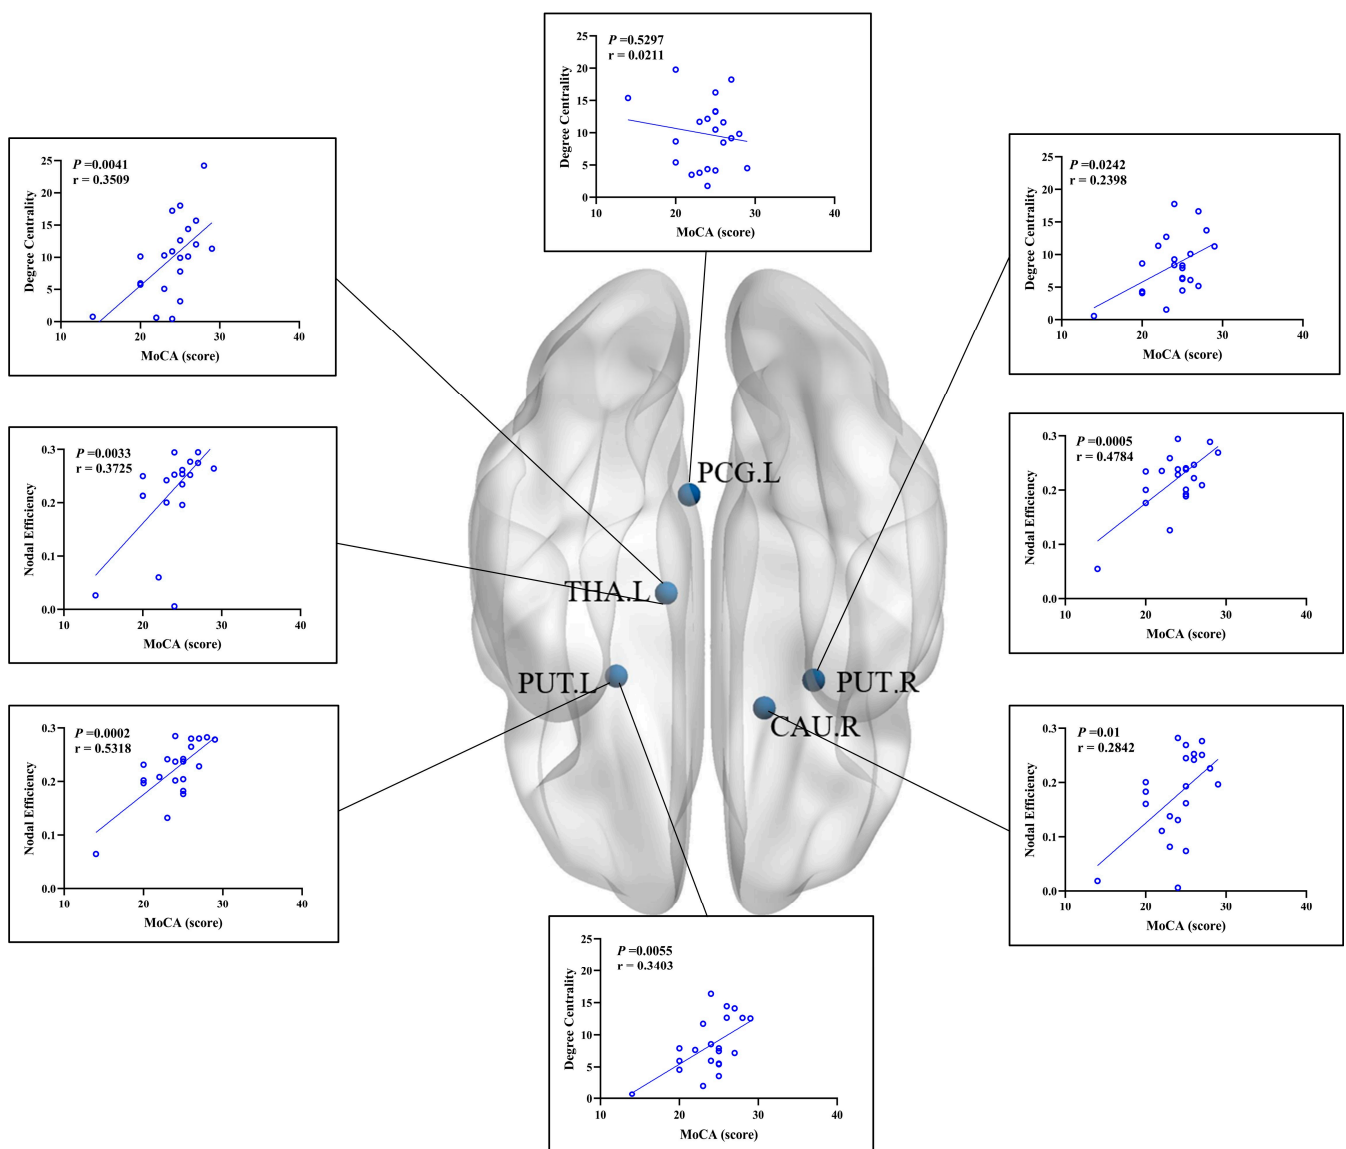 P =0.5297
r = 0.0211
Degree Centrality
25
20
15
10
5
0
10 20 30 40
MoCA (score)
P =0.0041
r = 0.3509
Degree Centrality
25
20
15
10
5
0
10 20 30 40
MoCA (score)
P =0.0242
r = 0.2398
Degree Centrality
25
20
15
10
5
0
10 20 30 40
MoCA (score)
P =0.0033
r = 0.3725
Nodal Efficiency
0.3
0.2
0.1
0.0
10 20 30 40
MoCA (score)
P =0.0005
r = 0.4784
Nodal Efficiency
0.3
0.2
0.1
0.0
10 20 30 40
MoCA (score)
PCG.L
THA.L
PUT.L
PUT.R
CAU.R
P =0.0002
r = 0.5318
Nodal Efficiency
0.3
0.2
0.1
0.0
10 20 30 40
MoCA (score)
P =0.01
r = 0.2842
Nodal Efficiency
0.3
0.2
0.1
0.0
10 20 30 40
MoCA (score)
P =0.0055
r = 0.3403
Degree Centrality
25
20
15
10
5
0
10 20 30 40
MoCA (score)